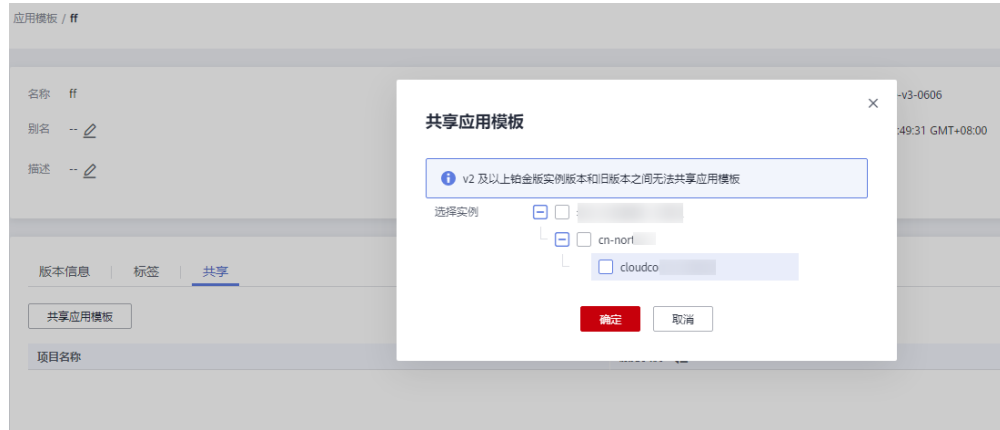 应用模板 / ff
名称 ff
-v3-0606
别名 --
:49:31 GMT+08:00
描述 --
共享应用模板
v2 及以上铂金版实例版本和旧版本之间无法共享应用模板
选择实例
cn-nort
cloudco
确定 取消
版本信息 标签 共享
共享应用模板
项目名称